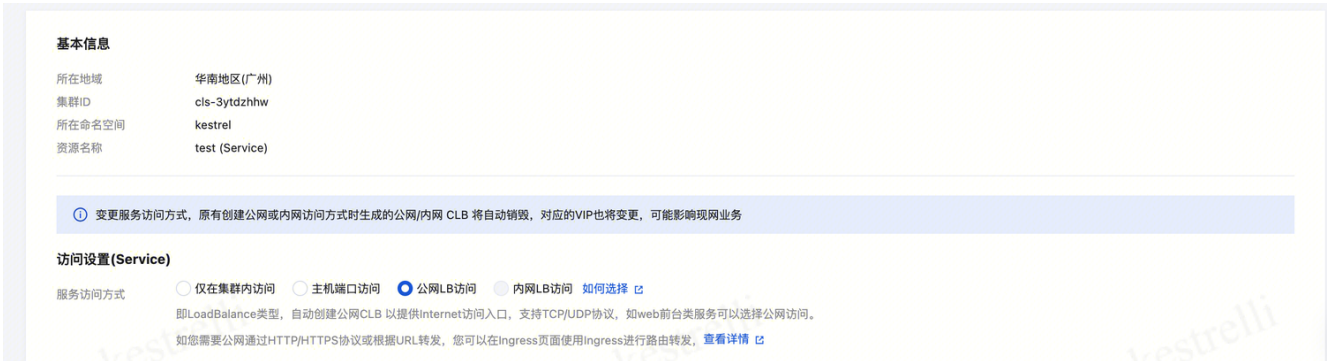 基本信息
所在地域 华南地区(广州)
集群ID cls-3ytdzhhw
所在命名空间 kestrel
资源名称 test (Service)
变更服务访问方式，原有创建公网或内网访问方式时生成的公网/内网 CLB 将自动销毁，对应的VIP也将变更，可能影响现网业务
访问设置(Service)
服务访问方式 仅在集群内访问 主机端口访问 公网LB访问 内网LB访问 如何选择
即LoadBalance类型，自动创建公网CLB 以提供Internet访问入口，支持TCP/UDP协议，如web前台类服务可以选择公网访问。
如您需要公网通过HTTP/HTTPS协议或根据URL转发，您可以在Ingress页面使用Ingress进行路由转发，查看详情
kestrelli
kestrelli